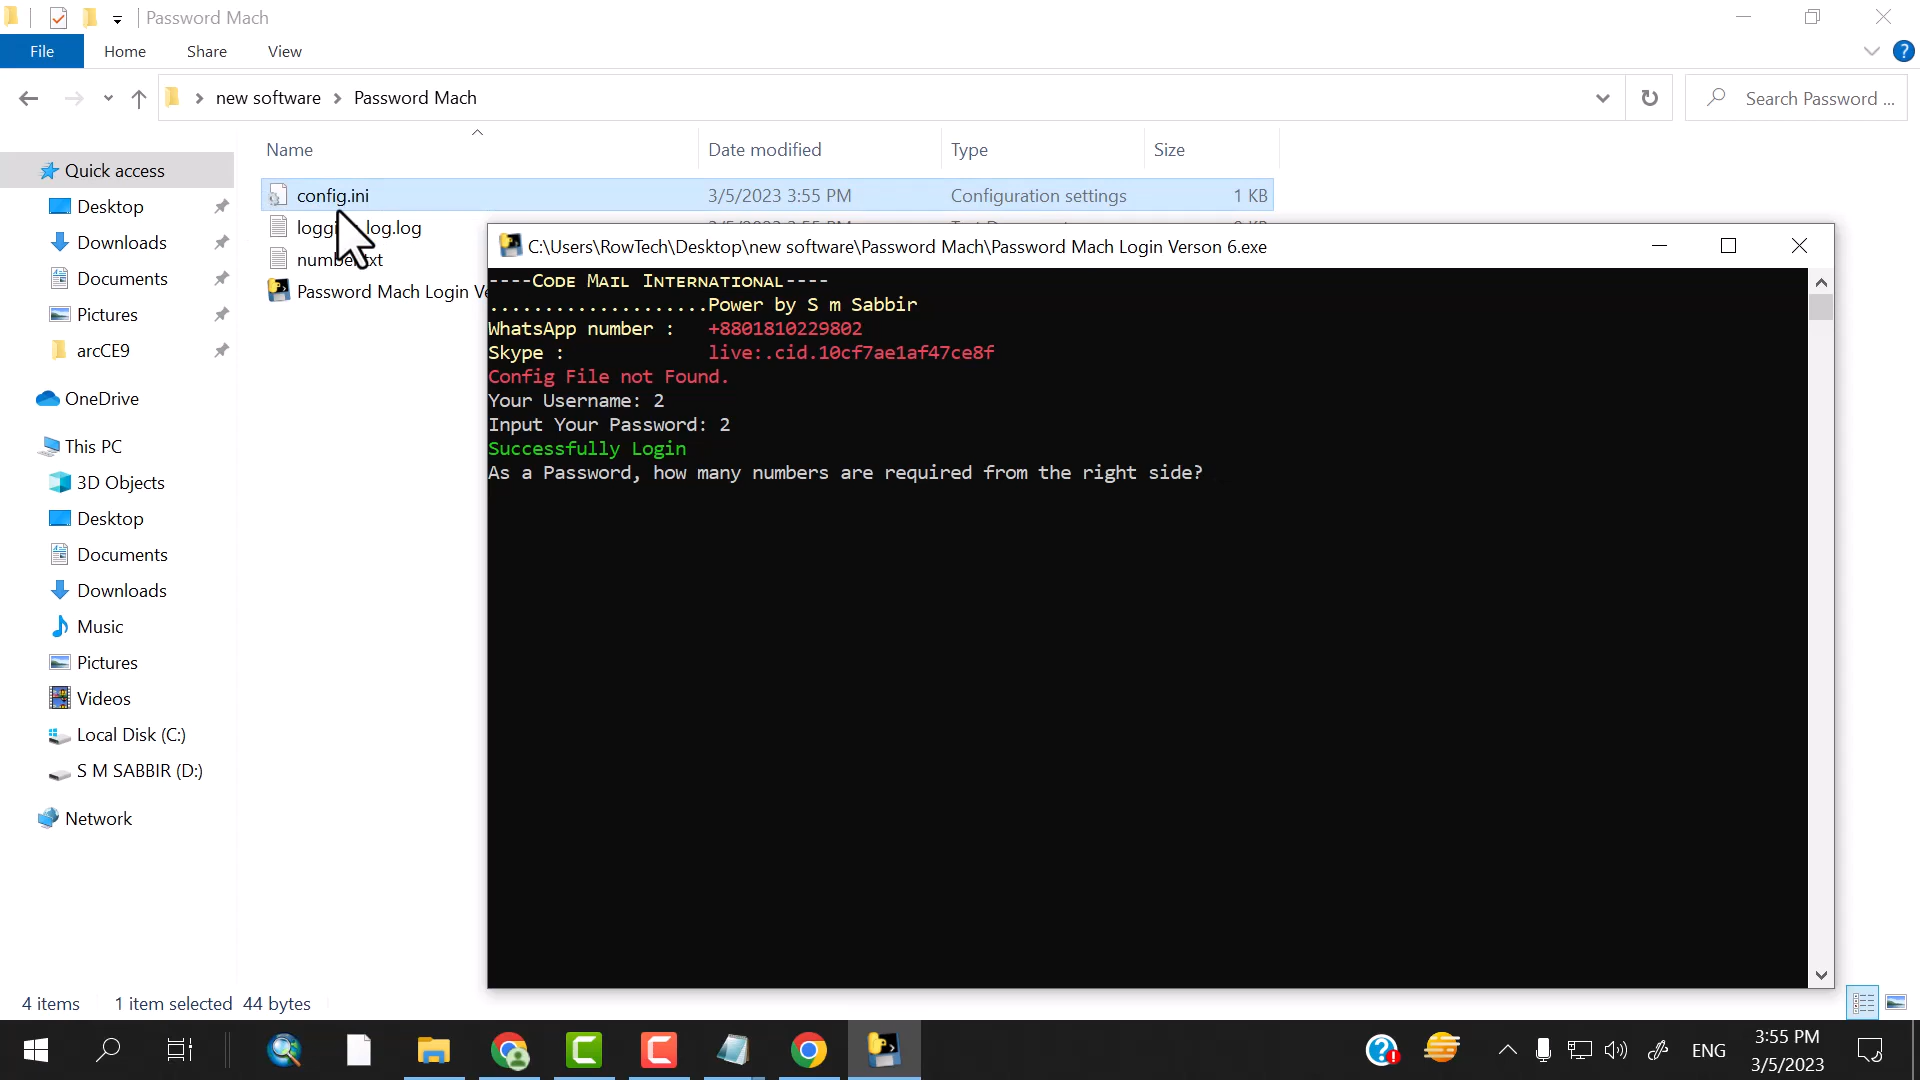 Password Mach
File Home Share View
new software Password Mach
Search Password ...
Name Date modified Type Size
Quick access
Desktop
Downloads
Documents
Pictures
arcCE9
OneDrive
This PC
3D Objects
Desktop
Documents
Downloads
Music
Pictures
Videos
Local Disk (C:)
S M SABBIR (D:)
Network
config.ini 3/5/2023 3:55 PM Configuration settings 1 KB
log.log
Password Mach Login
C:\Users\RowTech\Desktop\new software\Password Mach\Password Mach Login Verson 6.exe
----Code Mail International----
....................Power by S m Sabbir
WhatsApp number : +8801810229802
Skype : live:.cid.10cf7ae1af47ce8f
Config File not Found.
Your Username: 2
Input Your Password: 2
Successfully Login
As a Password, how many numbers are required from the right side?
4 items 1 item selected 44 bytes
ENG
3:55 PM
3/5/2023